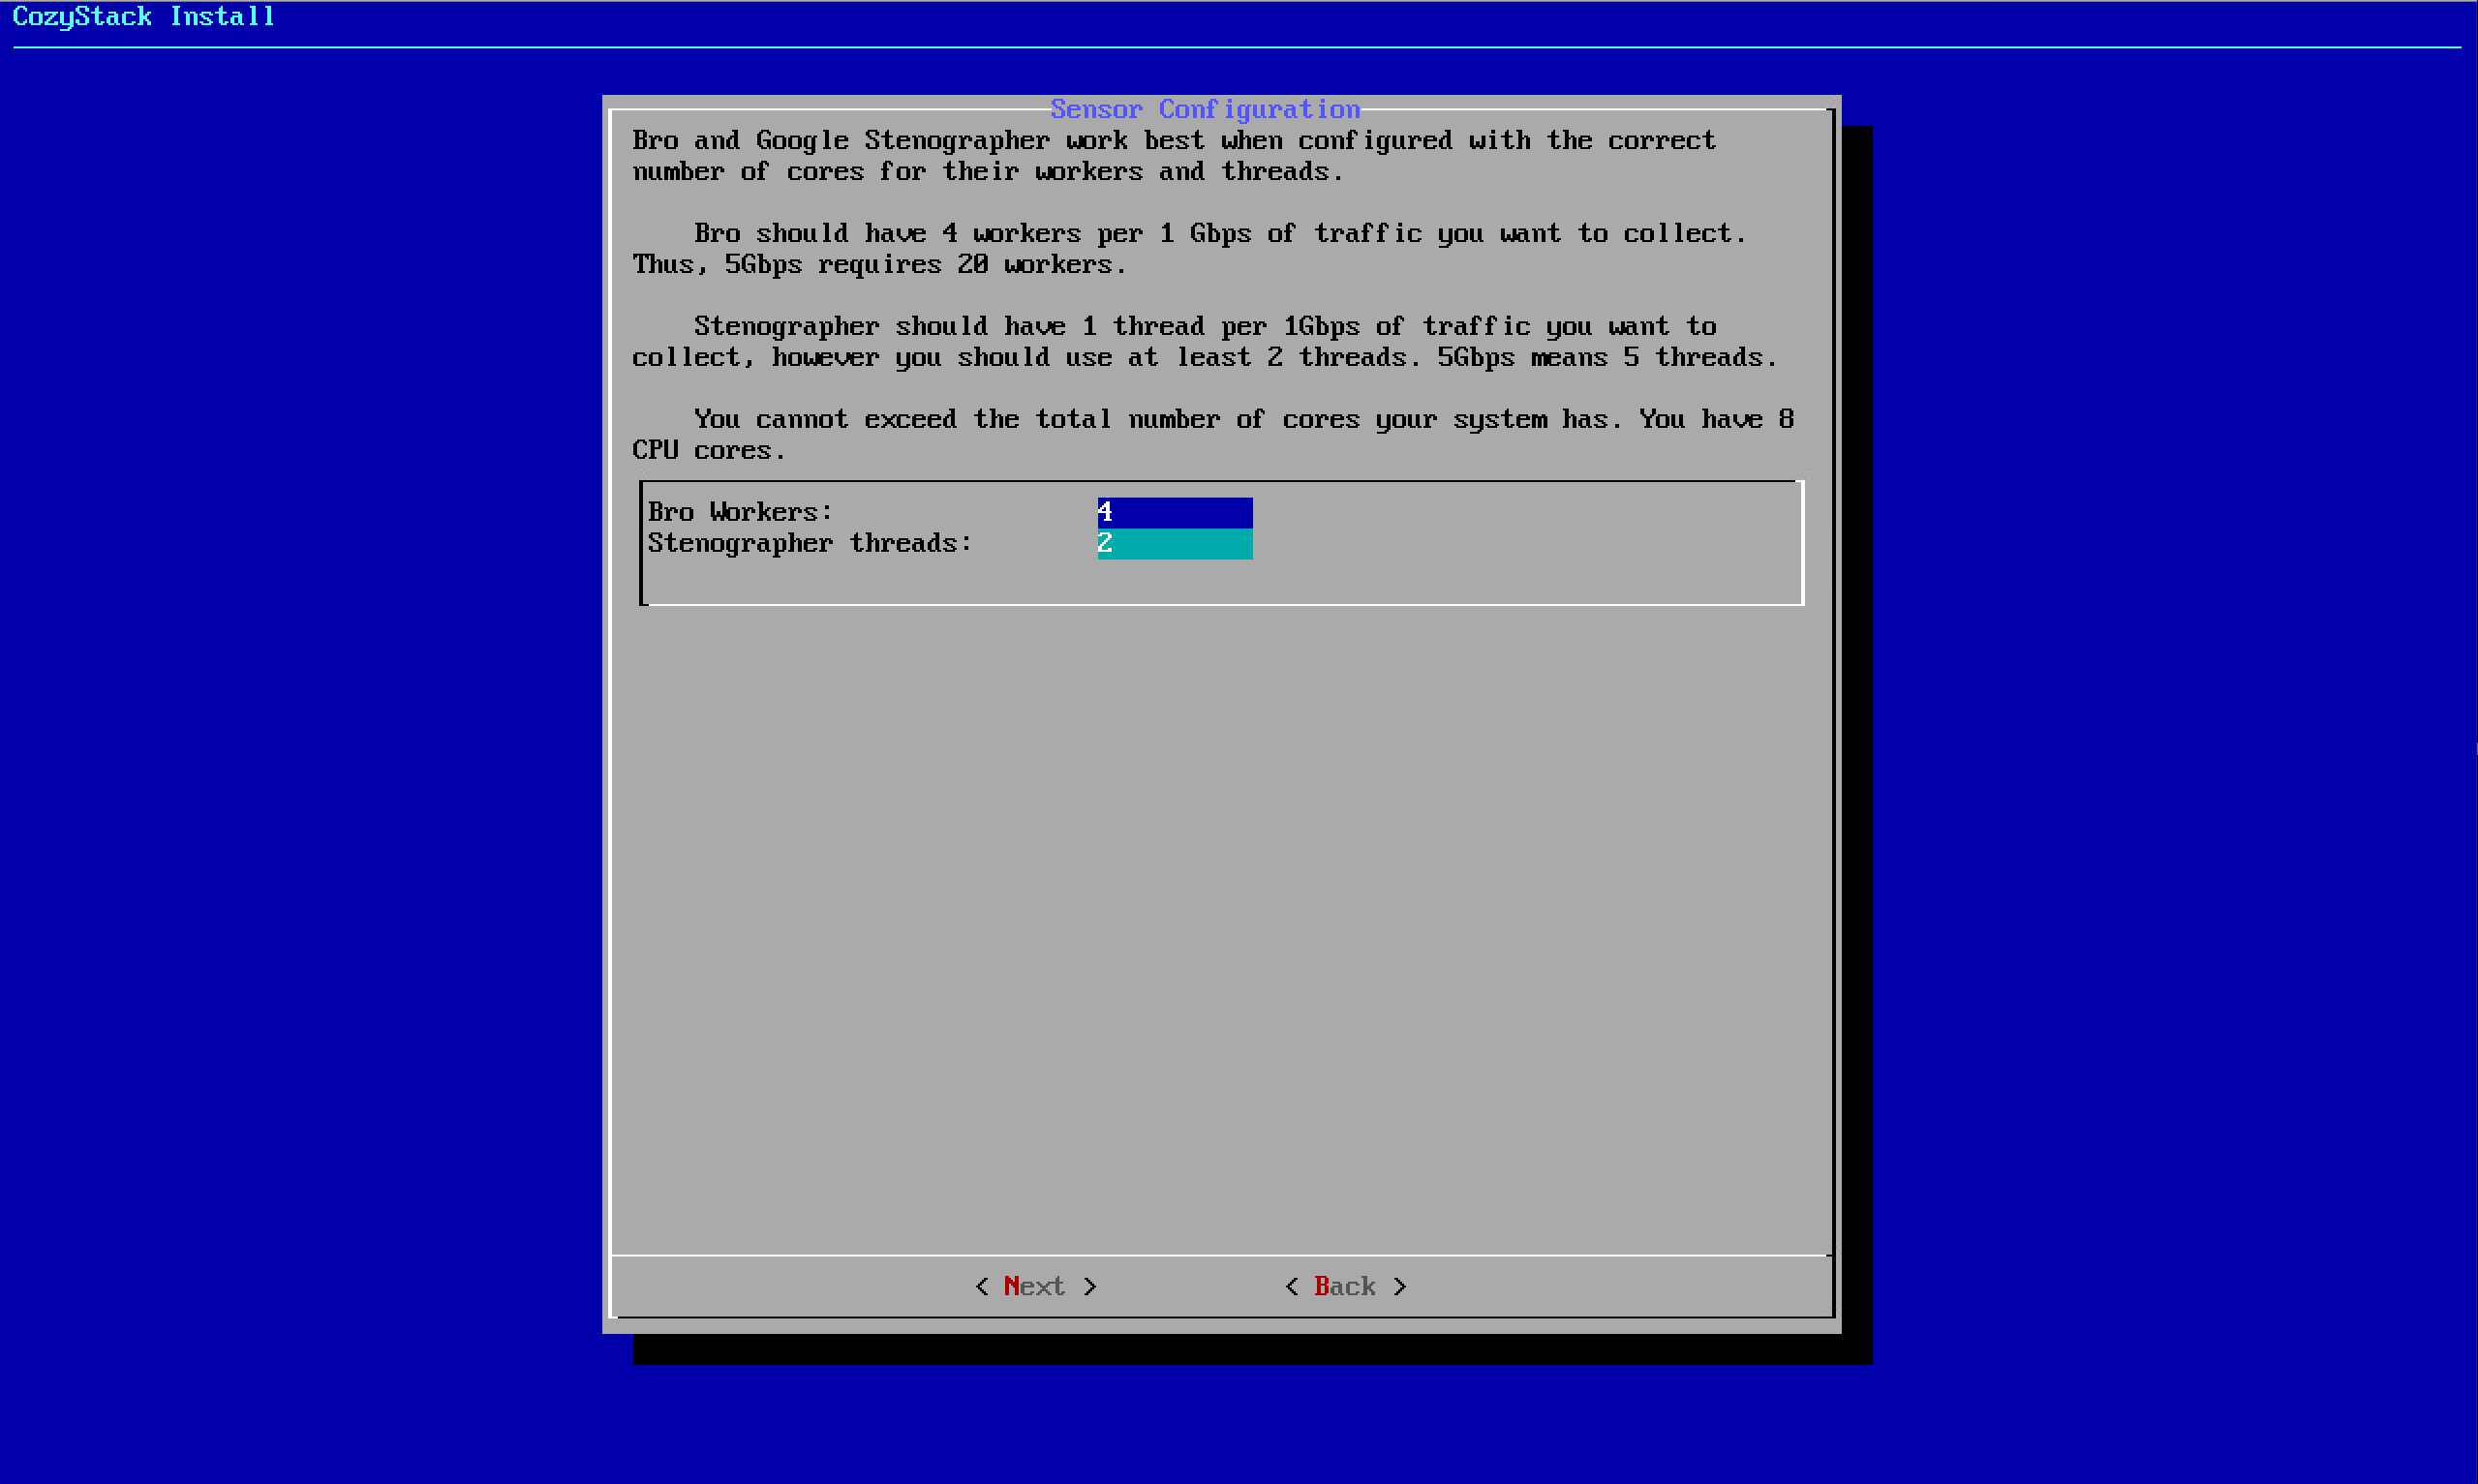 CozyStack Install
Sensor Configuration
Bro and Google Stenographer work best when configured with the correct
number of cores for their workers and threads.
Bro should have 4 workers per 1 Gbps of traffic you want to collect.
Thus, 5Gbps requires 20 workers.
Stenographer should have 1 thread per 1Gbps of traffic you want to
collect, however you should use at least 2 threads. 5Gbps means 5 threads.
You cannot exceed the total number of cores your system has. You have 8
CPU cores.
Bro Workers: 4
Stenographer threads: 2
< Next > < Back >